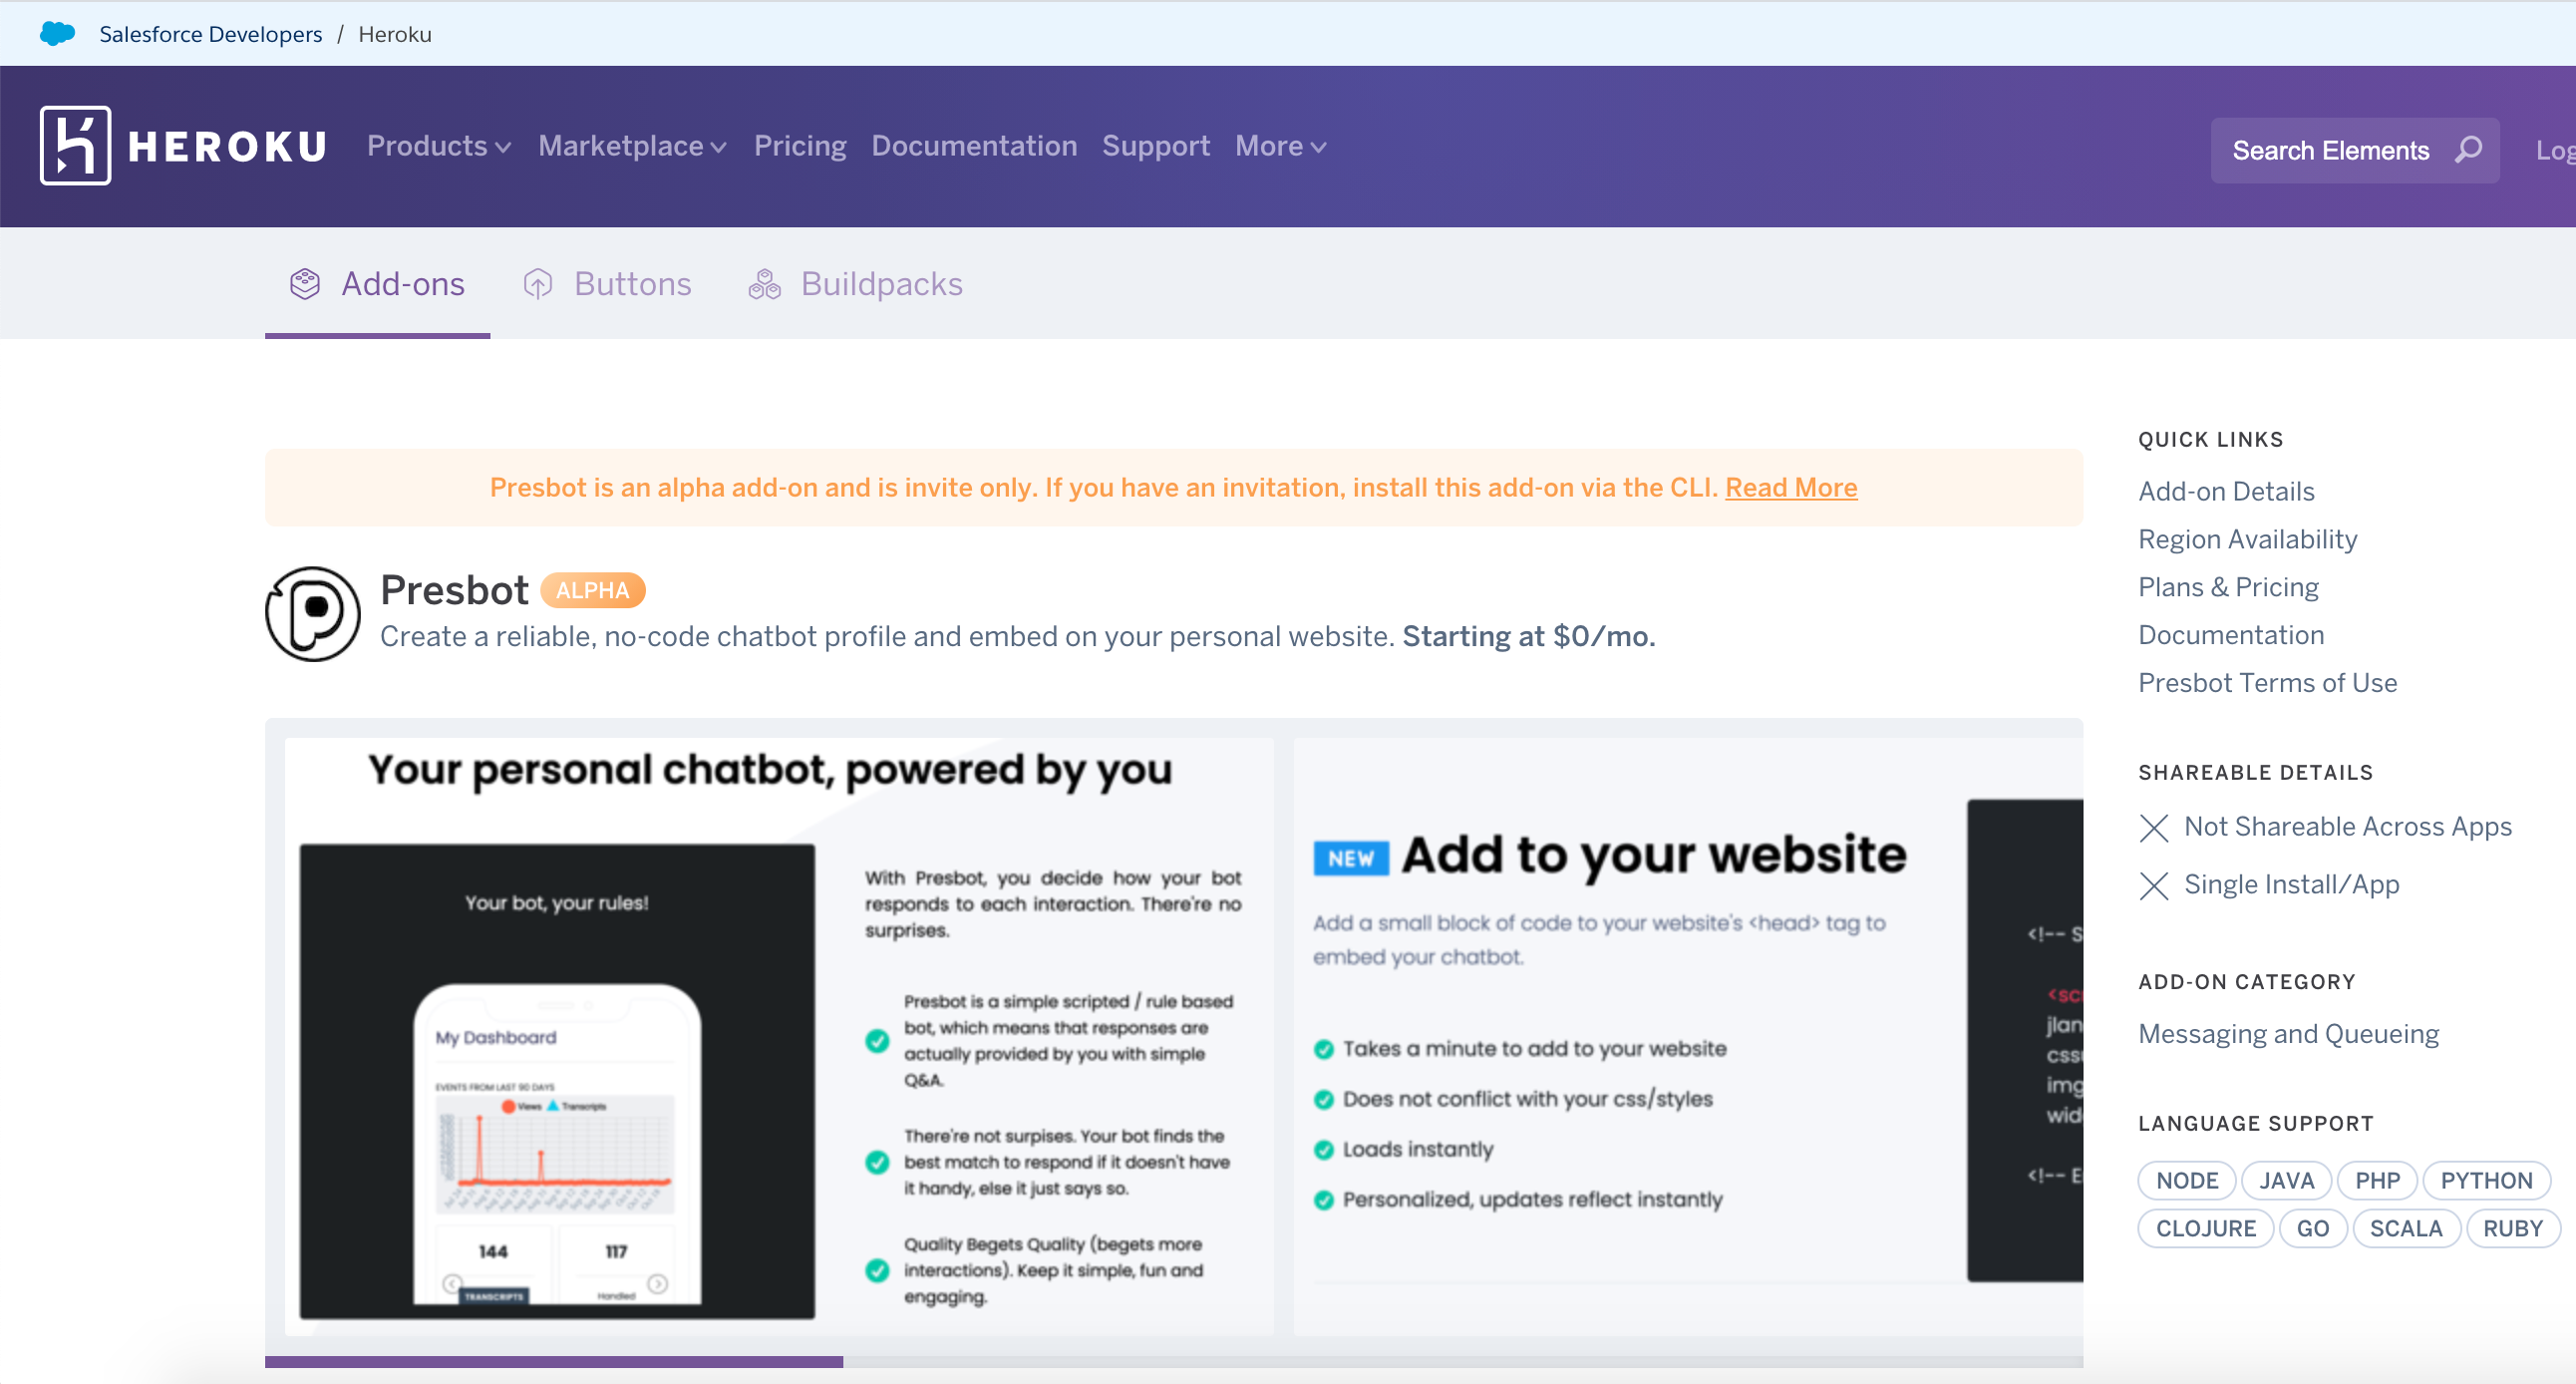 Salesforce Developers / Heroku
HEROKU Products Marketplace Pricing Documentation Support More Search Elements
Add-ons Buttons Buildpacks
Presbot is an alpha add-on and is invite only. If you have an invitation, install this add-on via the CLI. Read More
Presbot ALPHA
Create a reliable, no-code chatbot profile and embed on your personal website. Starting at $0/mo.
Your personal chatbot, powered by you
Your bot, your rules!
My Dashboard
EVENTS FROM LAST 90 DAYS
Views Transcripts
144 117
TRANSCRIPTS Handled
With Presbot, you decide how your bot
responds to each interaction. There're no
surprises.
Presbot is a simple scripted / rule based
bot, which means that responses are
actually provided by you with simple
Q&A.
There're not surpises. Your bot finds the
best match to respond if it doesn't have
it handy, else it just says so.
Quality Begets Quality (begets more
interactions). Keep it simple, fun and
engaging.
NEW Add to your website
Add a small block of code to your website's <head> tag to
embed your chatbot.
Takes a minute to add to your website
Does not conflict with your css/styles
Loads instantly
Personalized, updates reflect instantly
QUICK LINKS
Add-on Details
Region Availability
Plans & Pricing
Documentation
Presbot Terms of Use
SHAREABLE DETAILS
Not Shareable Across Apps
Single Install/App
ADD-ON CATEGORY
Messaging and Queueing
LANGUAGE SUPPORT
NODE JAVA PHP PYTHON
CLOJURE GO SCALA RUBY